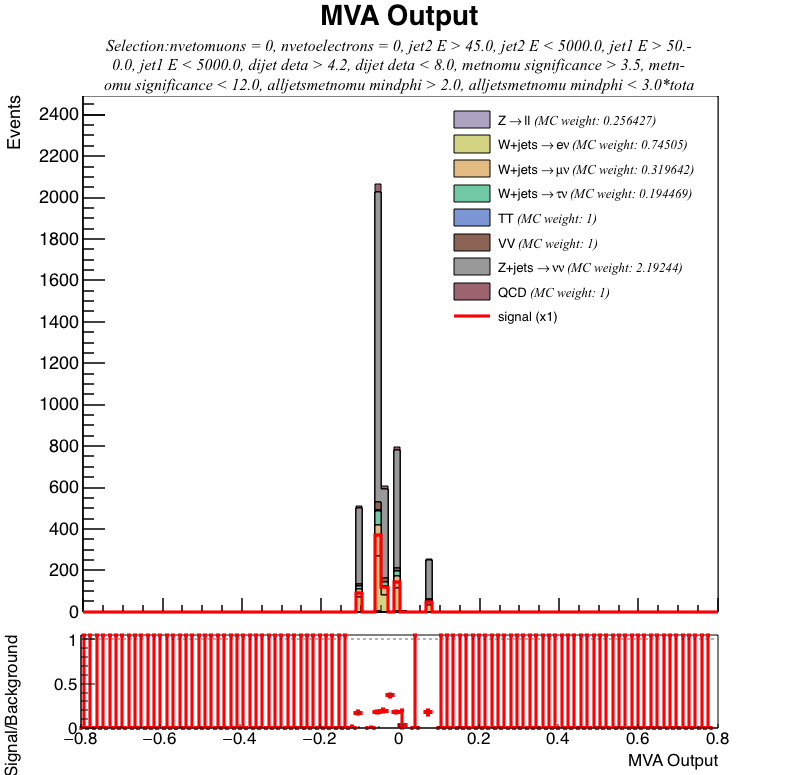 MVA Output
Selection:nvetomuons = 0, nvetoelectrons = 0, jet2 E > 45.0, jet2 E < 5000.0, jet1 E > 50.-
0.0, jet1 E < 5000.0, dijet deta > 4.2, dijet deta < 8.0, metnomu significance > 3.5, metn-
omu significance < 12.0, alljetsmetnomu mindphi > 2.0, alljetsmetnomu mindphi < 3.0*tota
Events
2400
2200
2000
1800
1600
1400
1200
1000
800
600
400
200
0
Z→ll (MC weight: 0.256427)
W+jets→eν (MC weight: 0.74505)
W+jets→μν (MC weight: 0.319642)
W+jets→τν (MC weight: 0.194469)
TT (MC weight: 1)
VV (MC weight: 1)
Z+jets→νν (MC weight: 2.19244)
QCD (MC weight: 1)
signal (x1)
Signal/Background
1
0.5
0
−0.8 −0.6 −0.4 −0.2 0 0.2 0.4 0.6 0.8
MVA Output